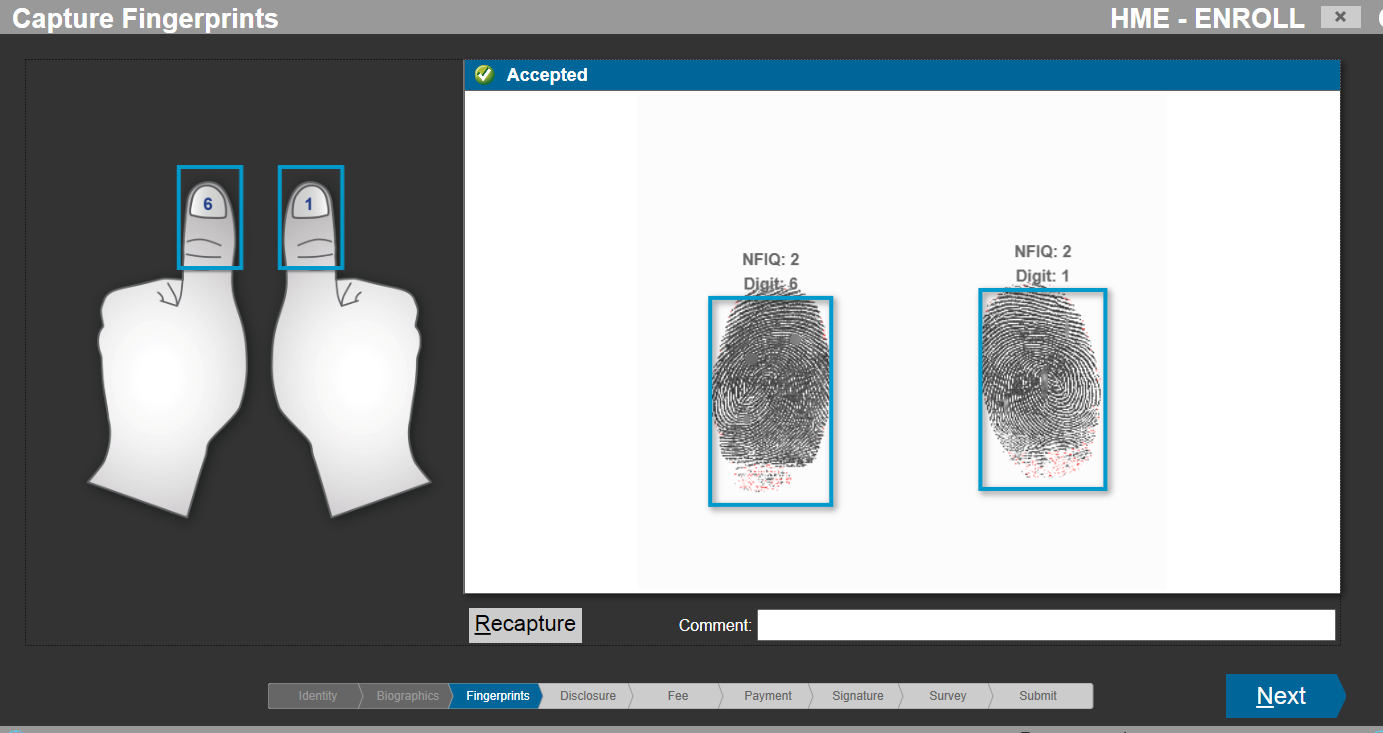 Capture Fingerprints
HME - ENROLL
Accepted
6
1
NFIQ: 2
Digit: 6
NFIQ: 2
Digit: 1
Recapture
Comment:
Identity
Biographics
Fingerprints
Disclosure
Fee
Payment
Signature
Survey
Submit
Next